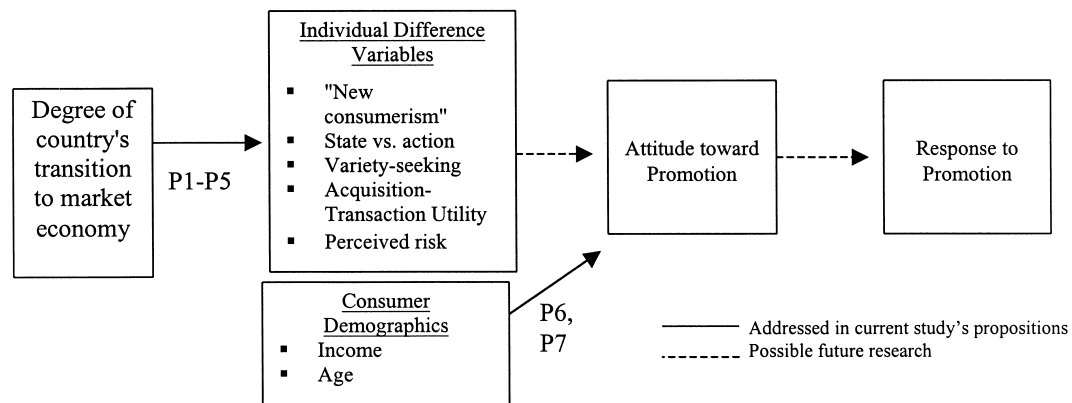 Degree of
country's
transition
to market
economy
P1-P5
Individual Difference
Variables
▪ "New
consumerism"
▪ State vs. action
▪ Variety-seeking
▪ Acquisition-
Transaction Utility
▪ Perceived risk
Consumer
Demographics
▪ Income
▪ Age
P6,
P7
Attitude toward
Promotion
Response to
Promotion
Addressed in current study's propositions
Possible future research